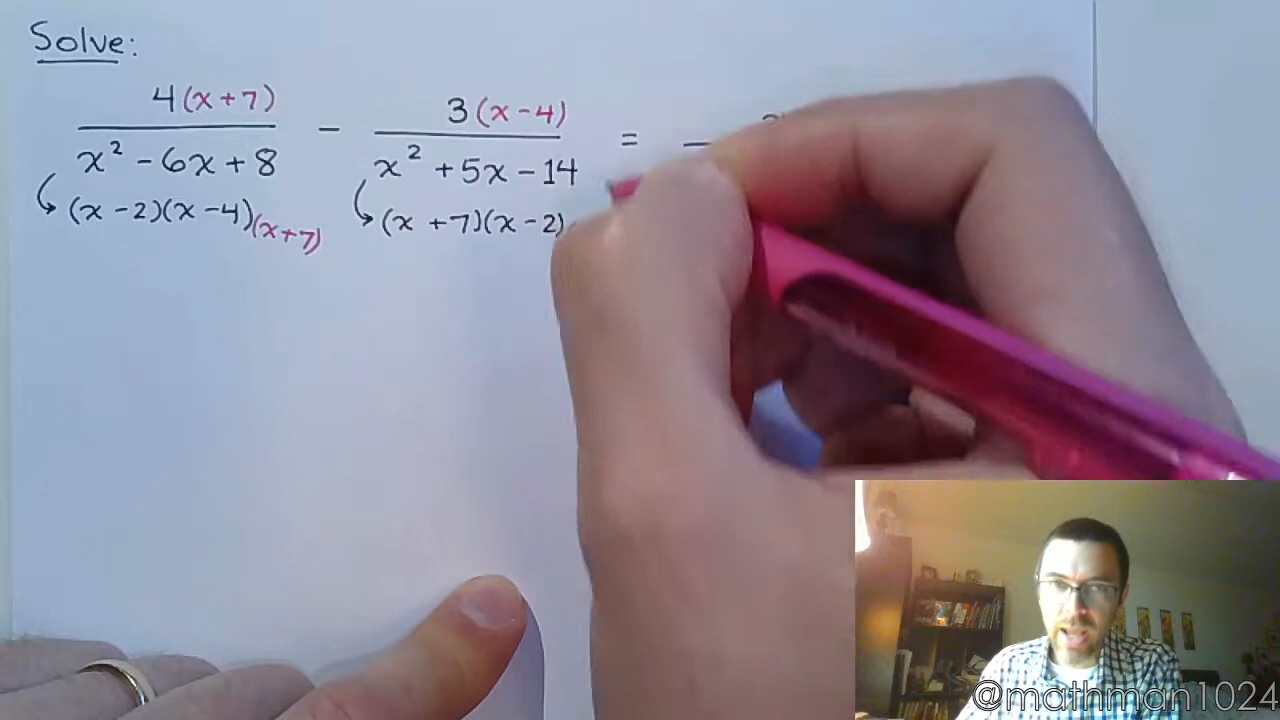 Solve:
4(x+7)
3(x-4)
x² - 6x + 8
-
x² + 5x - 14
=
(x - 2)(x - 4)(x+7)
(x + 7)(x - 2)
@mathman1024